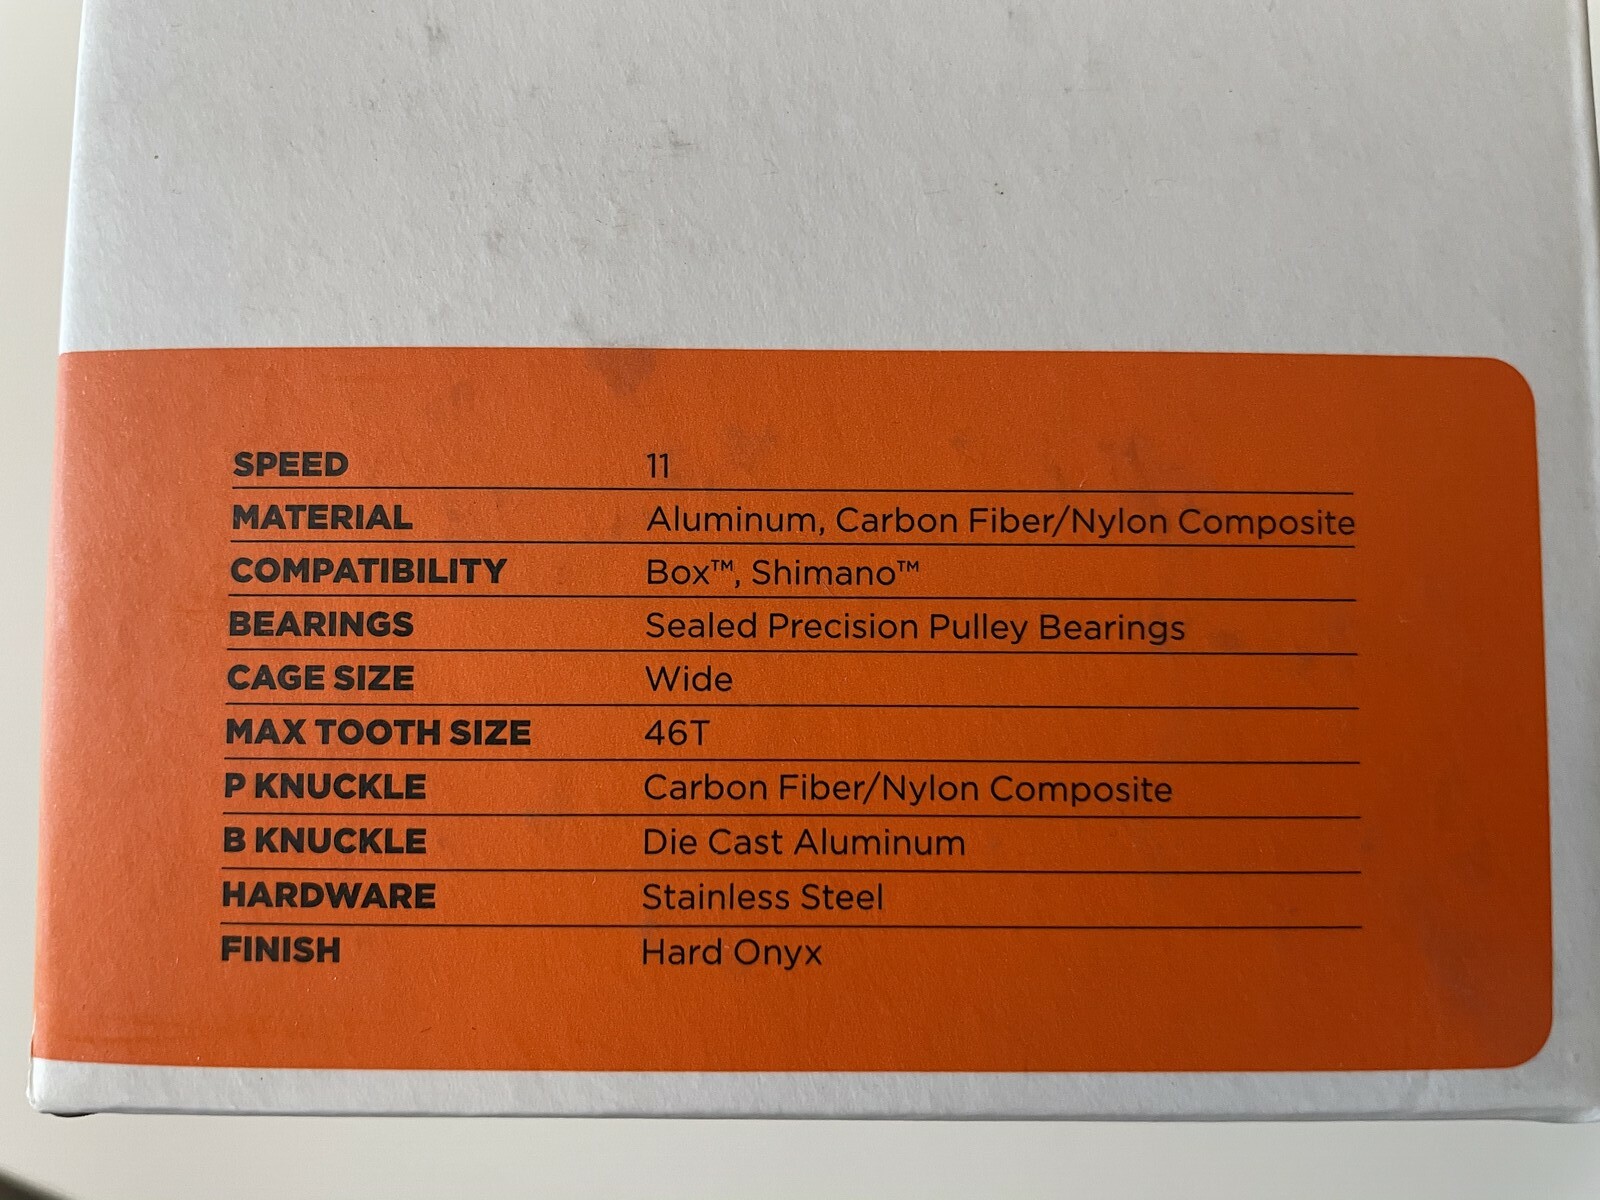 SPEED 11
MATERIAL Aluminum, Carbon Fiber/Nylon Composite
COMPATIBILITY Box™, Shimano™
BEARINGS Sealed Precision Pulley Bearings
CAGE SIZE Wide
MAX TOOTH SIZE 46T
P KNUCKLE Carbon Fiber/Nylon Composite
B KNUCKLE Die Cast Aluminum
HARDWARE Stainless Steel
FINISH Hard Onyx